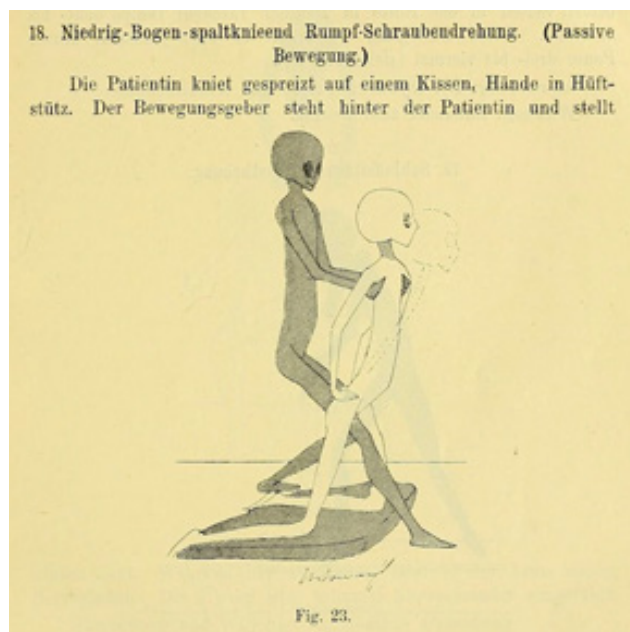 18. Niedrig-Bogen-spaltknieend Rumpf-Schraubendrehung. (Passive
Bewegung.)
Die Patientin kniet gespreizt auf einem Kissen, Hände in Hüft-
stütz. Der Bewegungsgeber steht hinter der Patientin und stellt
Fig. 23.